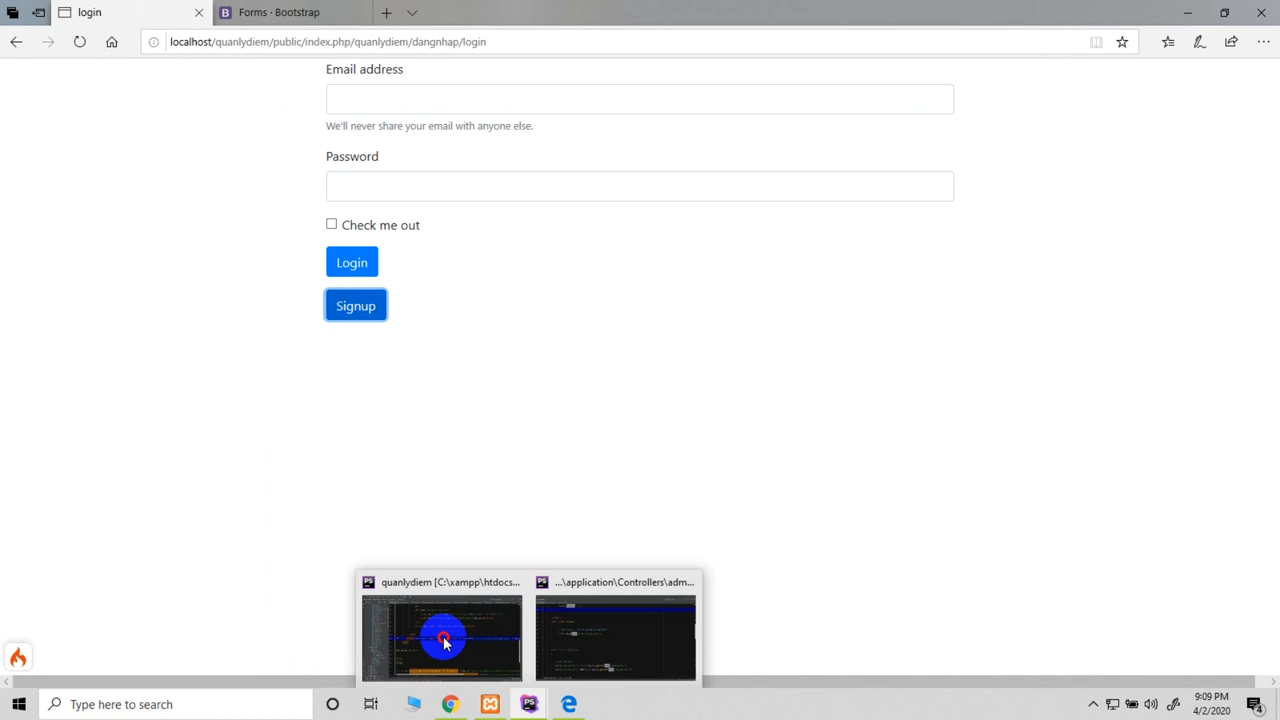 login
Forms · Bootstrap
localhost/quanlydiem/public/index.php/quanlydiem/dangnhap/login
Email address
We'll never share your email with anyone else.
Password
Check me out
Login
Signup
quanlydiem [C:\xampp\htdocs...
...\application\Controllers\adm...
Type here to search
9:09 PM
4/2/2020
4